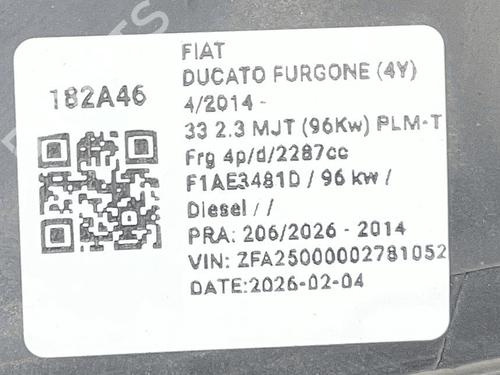 182A46
FIAT
DUCATO FURGONE (4Y)
4/2014 -
33 2.3 MJT (96Kw) PLM-T
Frg 4p/d/2287cc
F1AE3481D / 96 kw /
Diesel / /
PRA: 206/2026 - 2014
VIN: ZFA25000002781052
DATE:2026-02-04